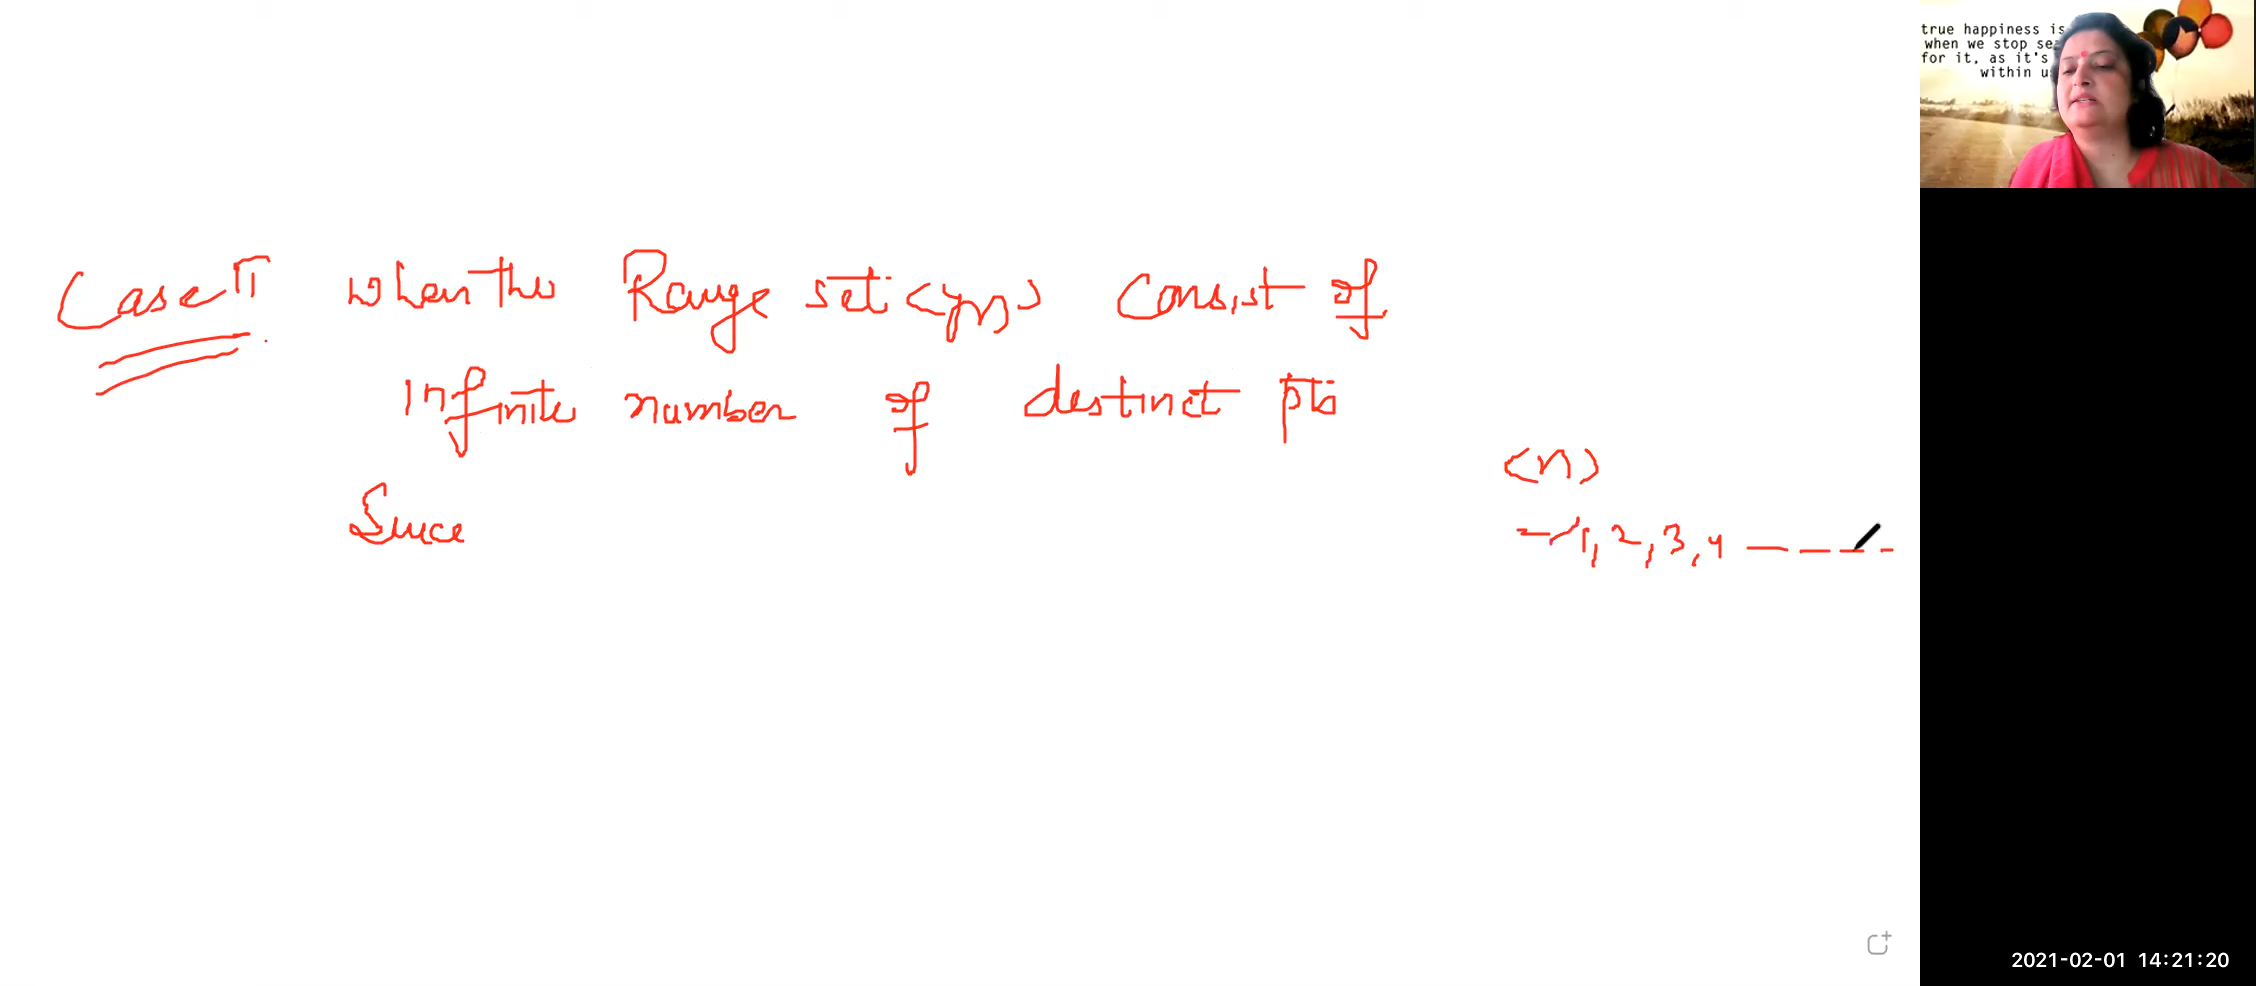 Case II when the Range set <yn> consist of
infinite number of destinct pts
Since
<n>
= 1, 2, 3, 4 - - - -
true happiness is
when we stop se
for it, as it's
within u
2021-02-01 14:21:20